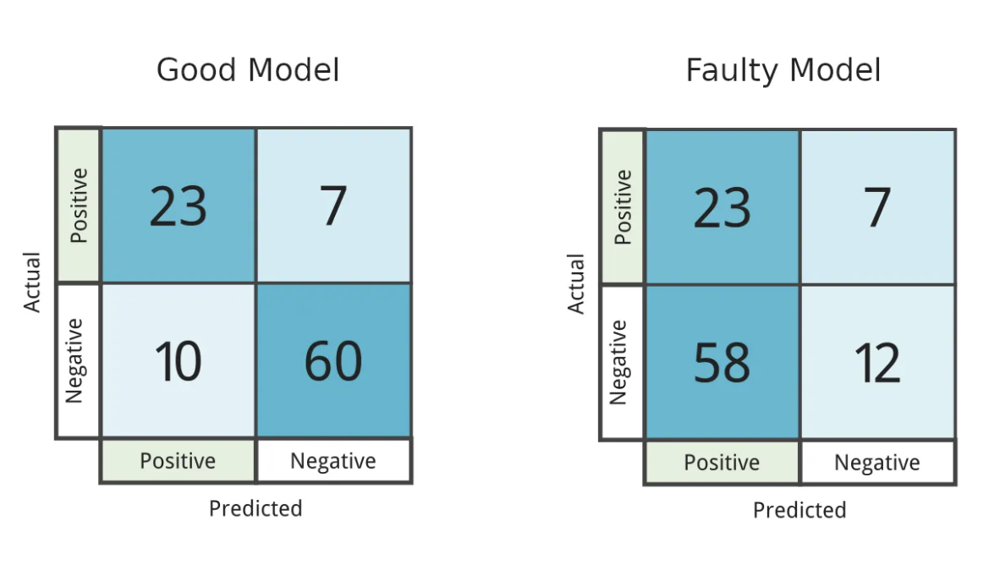 Good Model
Actual
Positive
23
7
Negative
10
60
Positive
Negative
Predicted
Faulty Model
Actual
Positive
23
7
Negative
58
12
Positive
Negative
Predicted